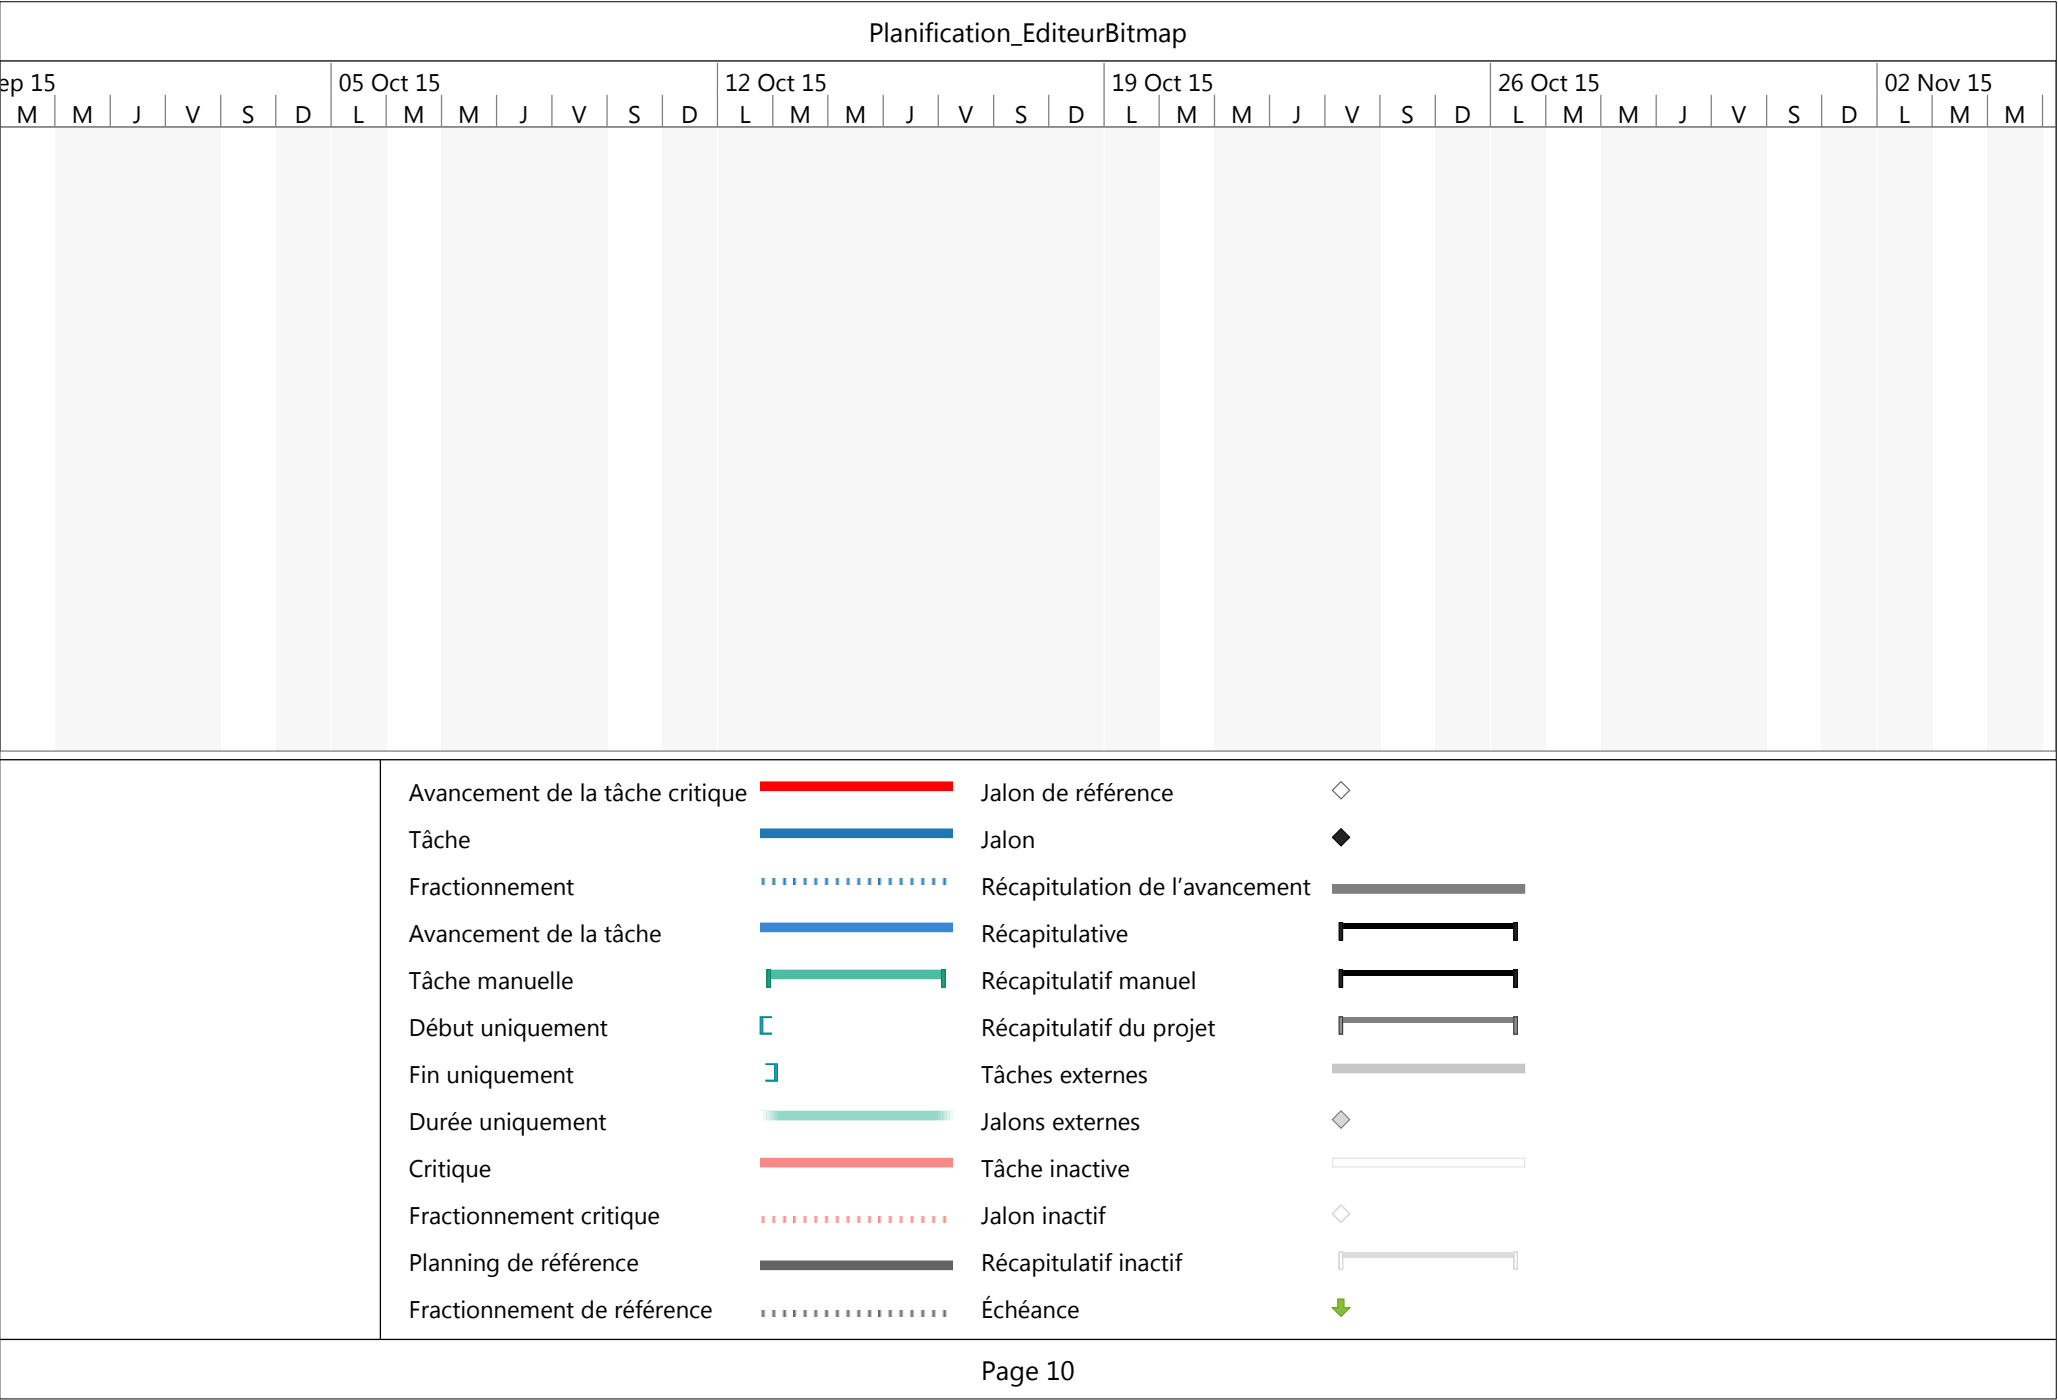 Planification_EditeurBitmap
ep 15 05 Oct 15 12 Oct 15 19 Oct 15 26 Oct 15 02 Nov 15
M M J V S D L M M J V S D L M M J V S D L M M J V S D L M M J V S D L M M
Avancement de la tâche critique
Tâche
Fractionnement
Avancement de la tâche
Tâche manuelle
Début uniquement
Fin uniquement
Durée uniquement
Critique
Fractionnement critique
Planning de référence
Fractionnement de référence
Jalon de référence
Jalon
Récapitulation de l’avancement
Récapitulative
Récapitulatif manuel
Récapitulatif du projet
Tâches externes
Jalons externes
Tâche inactive
Jalon inactif
Récapitulatif inactif
Échéance
Page 10